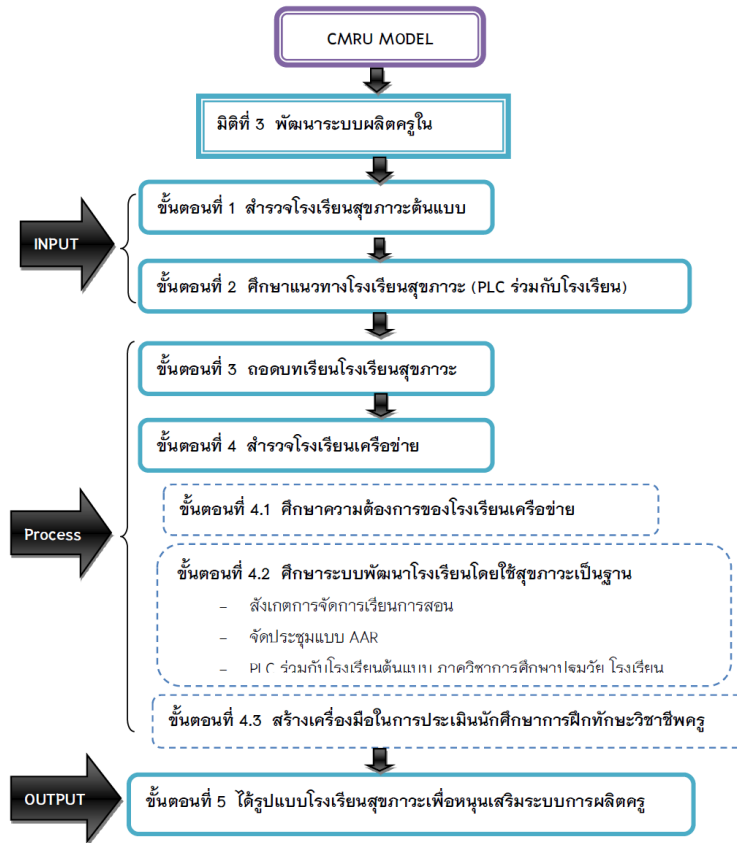 CMRU MODEL
มิติที่ 3 พัฒนาระบบผลิตครูใน
ขั้นตอนที่ 1 สำรวจโรงเรียนสุขภาวะต้นแบบ
INPUT
ขั้นตอนที่ 2 ศึกษาแนวทางโรงเรียนสุขภาวะ (PLC ร่วมกับโรงเรียน)
ขั้นตอนที่ 3 ถอดบทเรียนโรงเรียนสุขภาวะ
ขั้นตอนที่ 4 สำรวจโรงเรียนเครือข่าย
ขั้นตอนที่ 4.1 ศึกษาความต้องการของโรงเรียนเครือข่าย
Process
ขั้นตอนที่ 4.2 ศึกษาระบบพัฒนาโรงเรียนโดยใช้สุขภาวะเป็นฐาน
– สังเกตการจัดการเรียนการสอน
– จัดประชุมแบบ AAR
– PLC ร่วมกับโรงเรียนต้นแบบ ภาควิชาการศึกษาปฐมวัย โรงเรียน
ขั้นตอนที่ 4.3 สร้างเครื่องมือในการประเมินนักศึกษาการฝึกทักษะวิชาชีพครู
OUTPUT
ขั้นตอนที่ 5 ได้รูปแบบโรงเรียนสุขภาวะเพื่อหนุนเสริมระบบการผลิตครู